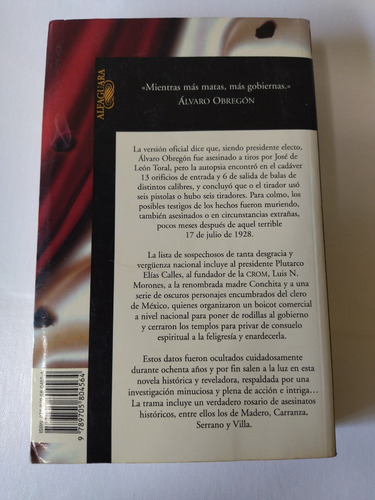 ALFAGUARA
«Mientras más matas, más gobiernas.»
ÁLVARO OBREGÓN
La versión oficial dice que, siendo presidente electo,
Álvaro Obregón fue asesinado a tiros por José de
León Toral, pero la autopsia encontró en el cadáver
13 orificios de entrada y 6 de salida de balas de
distintos calibres, y concluyó que o el tirador usó
seis pistolas o hubo seis tiradores. Para colmo, los
posibles testigos de los hechos fueron muriendo,
también asesinados o en circunstancias extrañas,
pocos meses después de aquel terrible
17 de julio de 1928.
La lista de sospechosos de tanta desgracia y
vergüenza nacional incluye al presidente Plutarco
Elías Calles, al fundador de la CROM, Luis N.
Morones, a la renombrada madre Conchita y a una
serie de oscuros personajes encumbrados del clero
de México, quienes organizaron un boicot comercial
a nivel nacional para poner de rodillas al gobierno
y cerraron los templos para privar de consuelo
espiritual a la feligresía y enardecerla.
Estos datos fueron ocultados cuidadosamente
durante ochenta años y por fin salen a la luz en esta
novela histórica y reveladora, respaldada por una
investigación minuciosa y plena de acción e intriga…
La trama incluye un verdadero rosario de asesinatos
históricos, entre ellos los de Madero, Carranza,
Serrano y Villa.
9 789705 804564